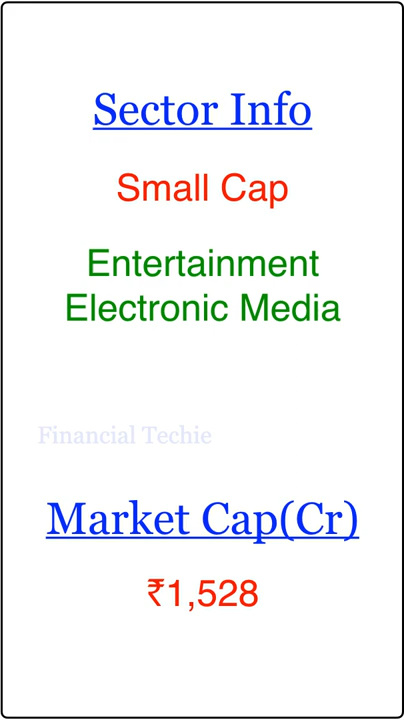 Sector Info
Small Cap
Entertainment
Electronic Media
Financial Techie
Market Cap(Cr)
₹1,528